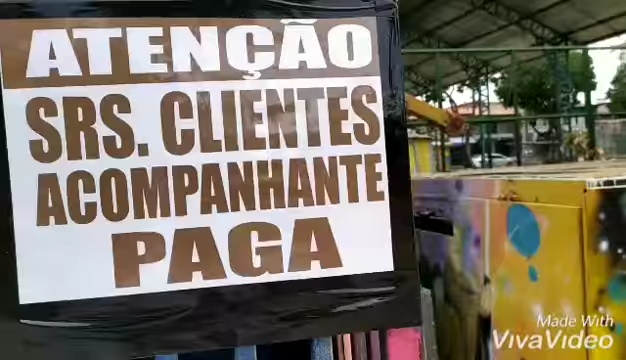 ATENÇÃO
SRS. CLIENTES
ACOMPANHANTE
PAGA
Made With
VivaVideo